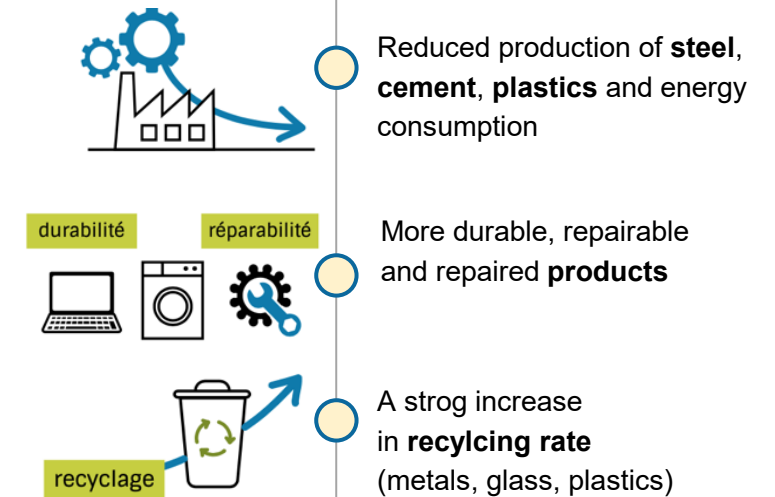 Reduced production of steel,
cement, plastics and energy
consumption
durabilité
réparabilité
More durable, repairable
and repaired products
A strog increase
in recylcing rate
(metals, glass, plastics)
recyclage